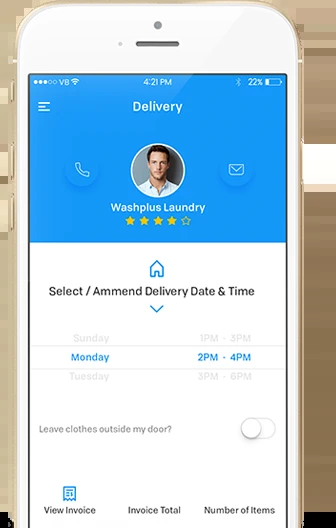 VB 4:21 PM 22%
Delivery
Washplus Laundry
Select / Ammend Delivery Date & Time
Sunday 1PM - 3PM
Monday 2PM - 4PM
Tuesday 3PM - 6PM
Leave clothes outside my door?
View Invoice Invoice Total Number of Items